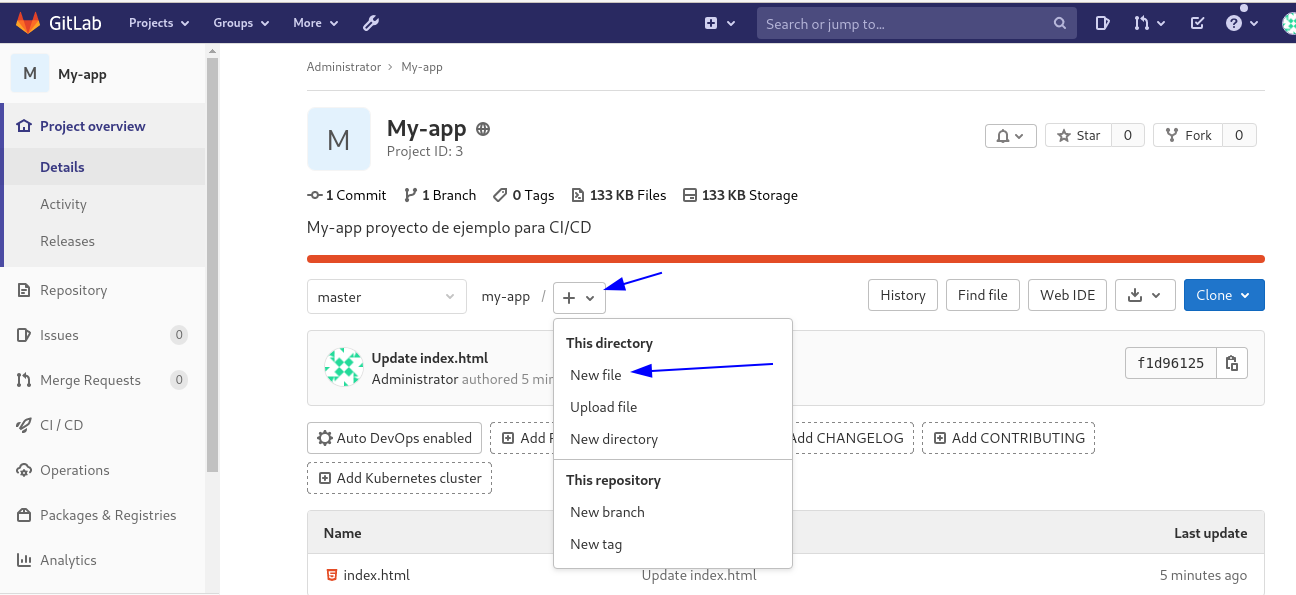 GitLab Projects Groups More Search or jump to...
M My-app
Project overview
Details
Activity
Releases
Repository
Issues 0
Merge Requests 0
CI / CD
Operations
Packages & Registries
Analytics
Administrator > My-app
M
My-app
Project ID: 3
Star 0 Fork 0
1 Commit 1 Branch 0 Tags 133 KB Files 133 KB Storage
My-app proyecto de ejemplo para CI/CD
master my-app / + History Find file Web IDE Clone
Update index.html
Administrator authored 5 min
f1d96125
This directory
New file
Upload file
New directory
This repository
New branch
New tag
Auto DevOps enabled Add Add CHANGELOG Add CONTRIBUTING
Add Kubernetes cluster
Name Last update
index.html Update index.html 5 minutes ago